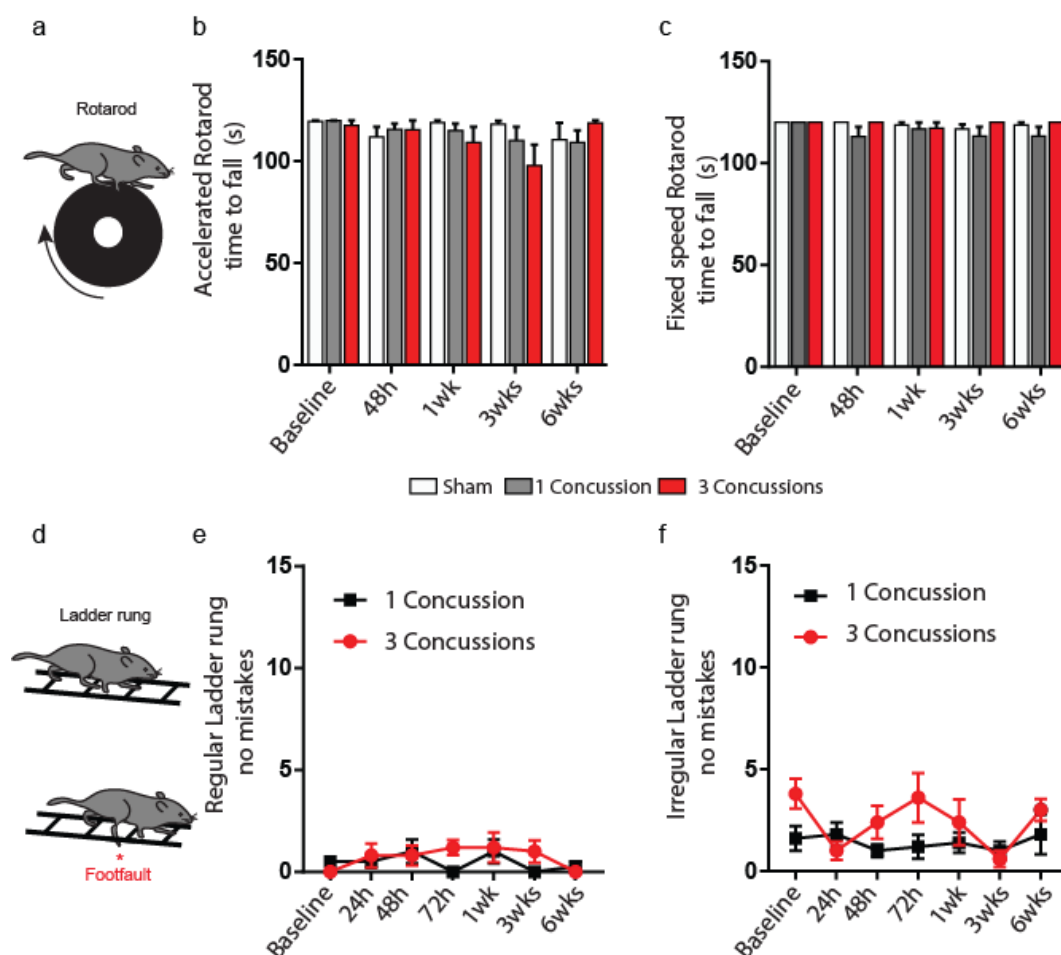 a
Rotarod
b
Accelerated Rotarod
time to fall (s)
150
100
50
0
Baseline
48h
1wk
3wks
6wks
c
Fixed speed Rotarod
time to fall (s)
150
100
50
0
Baseline
48h
1wk
3wks
6wks
Sham 1 Concussion 3 Concussions
d
Ladder rung
*
Footfault
e
Regular Ladder rung
no mistakes
15
10
5
0
1 Concussion
3 Concussions
Baseline
24h
48h
72h
1wk
3wks
6wks
f
Irregular Ladder rung
no mistakes
15
10
5
0
1 Concussion
3 Concussions
Baseline
24h
48h
72h
1wk
3wks
6wks